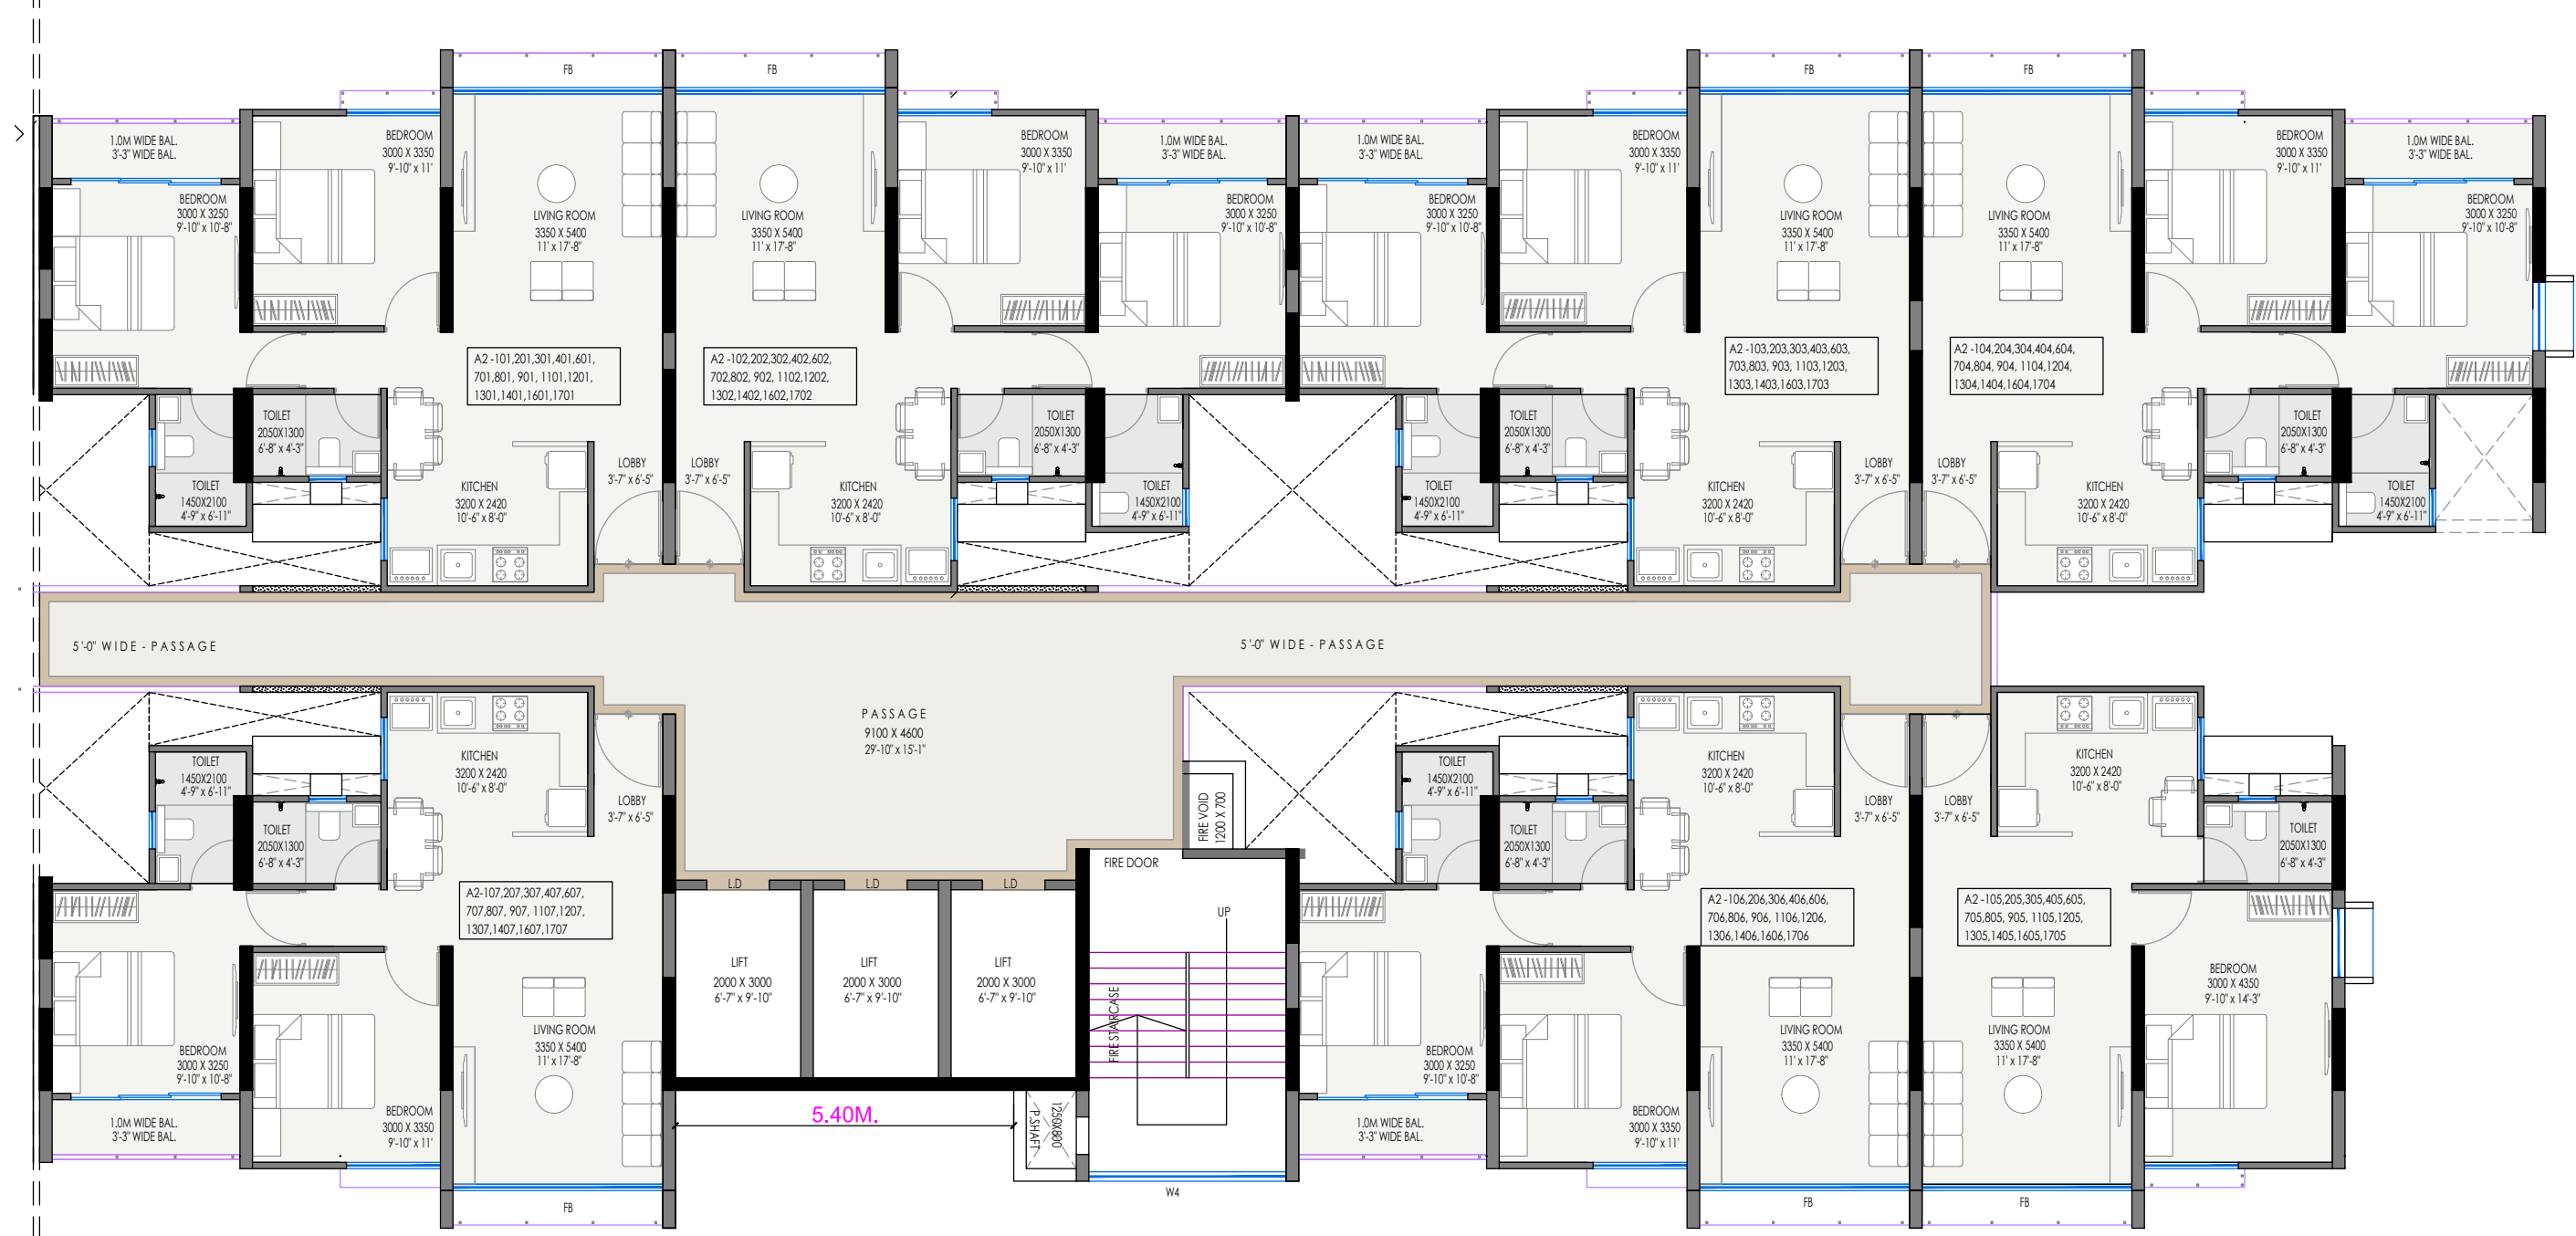 FB
FB
FB
FB
1.0M WIDE BAL.
3'-3" WIDE BAL.
BEDROOM
3000 X 3350
9'-10" x 11'
BEDROOM
3000 X 3350
9'-10" x 11'
1.0M WIDE BAL.
3'-3" WIDE BAL.
1.0M WIDE BAL.
3'-3" WIDE BAL.
BEDROOM
3000 X 3350
9'-10" x 11'
BEDROOM
3000 X 3350
9'-10" x 11'
1.0M WIDE BAL.
3'-3" WIDE BAL.
BEDROOM
3000 X 3250
9'-10" x 10'-8"
LIVING ROOM
3350 X 5400
11' x 17'-8"
LIVING ROOM
3350 X 5400
11' x 17'-8"
BEDROOM
3000 X 3250
9'-10" x 10'-8"
BEDROOM
3000 X 3250
9'-10" x 10'-8"
LIVING ROOM
3350 X 5400
11' x 17'-8"
LIVING ROOM
3350 X 5400
11' x 17'-8"
BEDROOM
3000 X 3250
9'-10" x 10'-8"
A2 -101,201,301,401,601,
701,801, 901, 1101,1201,
1301,1401,1601,1701
A2 -102,202,302,402,602,
702,802, 902, 1102,1202,
1302,1402,1602,1702
A2 -103,203,303,403,603,
703,803, 903, 1103,1203,
1303,1403,1603,1703
A2 -104,204,304,404,604,
704,804, 904, 1104,1204,
1304,1404,1604,1704
TOILET
2050X1300
6'-8" x 4'-3"
TOILET
2050X1300
6'-8" x 4'-3"
TOILET
2050X1300
6'-8" x 4'-3"
TOILET
2050X1300
6'-8" x 4'-3"
TOILET
1450X2100
4'-9" x 6'-11"
KITCHEN
3200 X 2420
10'-6" x 8'-0"
LOBBY
3'-7" x 6'-5"
LOBBY
3'-7" x 6'-5"
KITCHEN
3200 X 2420
10'-6" x 8'-0"
TOILET
1450X2100
4'-9" x 6'-11"
TOILET
1450X2100
4'-9" x 6'-11"
KITCHEN
3200 X 2420
10'-6" x 8'-0"
LOBBY
3'-7" x 6'-5"
LOBBY
3'-7" x 6'-5"
KITCHEN
3200 X 2420
10'-6" x 8'-0"
TOILET
1450X2100
4'-9" x 6'-11"
5'-0" WIDE - PASSAGE
5'-0" WIDE - PASSAGE
PASSAGE
9100 X 4600
29'-10" x 15'-1"
TOILET
1450X2100
4'-9" x 6'-11"
KITCHEN
3200 X 2420
10'-6" x 8'-0"
LOBBY
3'-7" x 6'-5"
TOILET
2050X1300
6'-8" x 4'-3"
FIRE VOID
1200 X 700
FIRE DOOR
TOILET
1450X2100
4'-9" x 6'-11"
TOILET
2050X1300
6'-8" x 4'-3"
KITCHEN
3200 X 2420
10'-6" x 8'-0"
LOBBY
3'-7" x 6'-5"
LOBBY
3'-7" x 6'-5"
KITCHEN
3200 X 2420
10'-6" x 8'-0"
TOILET
2050X1300
6'-8" x 4'-3"
L.D
L.D
L.D
A2-107,207,307,407,607,
707,807, 907, 1107,1207,
1307,1407,1607,1707
A2 -106,206,306,406,606,
706,806, 906, 1106,1206,
1306,1406,1606,1706
A2 -105,205,305,405,605,
705,805, 905, 1105,1205,
1305,1405,1605,1705
UP
LIFT
2000 X 3000
6'-7" x 9'-10"
LIFT
2000 X 3000
6'-7" x 9'-10"
LIFT
2000 X 3000
6'-7" x 9'-10"
FIRE STAIRCASE
BEDROOM
3000 X 4350
9'-10" x 14'-3"
BEDROOM
3000 X 3250
9'-10" x 10'-8"
LIVING ROOM
3350 X 5400
11' x 17'-8"
BEDROOM
3000 X 3250
9'-10" x 10'-8"
LIVING ROOM
3350 X 5400
11' x 17'-8"
LIVING ROOM
3350 X 5400
11' x 17'-8"
1.0M WIDE BAL.
3'-3" WIDE BAL.
BEDROOM
3000 X 3350
9'-10" x 11'
5.40M.
1250X800
P.SHAFT
1.0M WIDE BAL.
3'-3" WIDE BAL.
BEDROOM
3000 X 3350
9'-10" x 11'
W4
FB
FB
FB